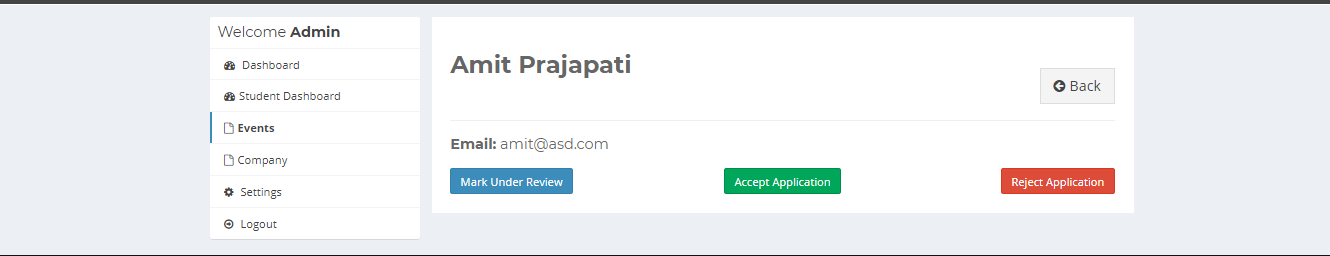 Welcome Admin
Dashboard
Student Dashboard
Events
Company
Settings
Logout
Amit Prajapati
Back
Email: amit@asd.com
Mark Under Review
Accept Application
Reject Application